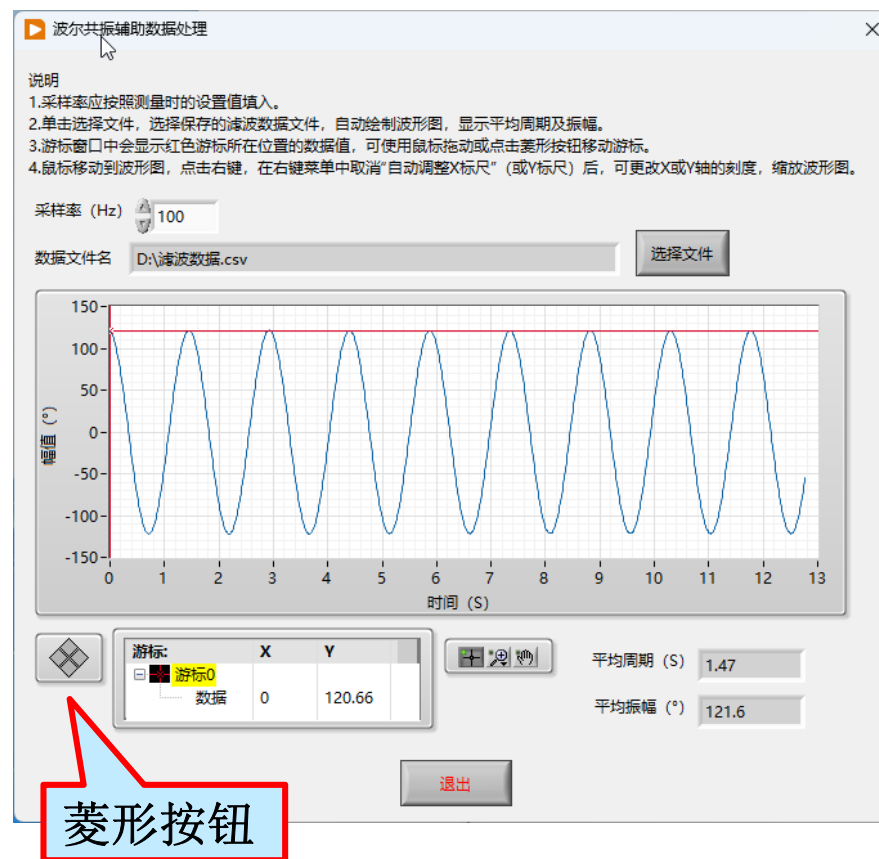 波尔共振辅助数据处理
说明
1.采样率应按照测量时的设置值填入。
2.单击选择文件，选择保存的滤波数据文件，自动绘制波形图，显示平均周期及振幅。
3.游标窗口中会显示红色游标所在位置的数据值，可使用鼠标拖动或点击菱形按钮移动游标。
4.鼠标移动到波形图，点击右键，在右键菜单中取消“自动调整X标尺”（或Y标尺）后，可更改X或Y轴的刻度，缩放波形图。
采样率（Hz） 100
数据文件名 D:\滤波数据.csv 选择文件
150
100
50
0
-50
-100
-150
幅值（°）
0 1 2 3 4 5 6 7 8 9 10 11 12 13
时间（S）
游标: X Y
游标0
数据 0 120.66
平均周期（S） 1.47
平均振幅（°） 121.6
退出
菱形按钮